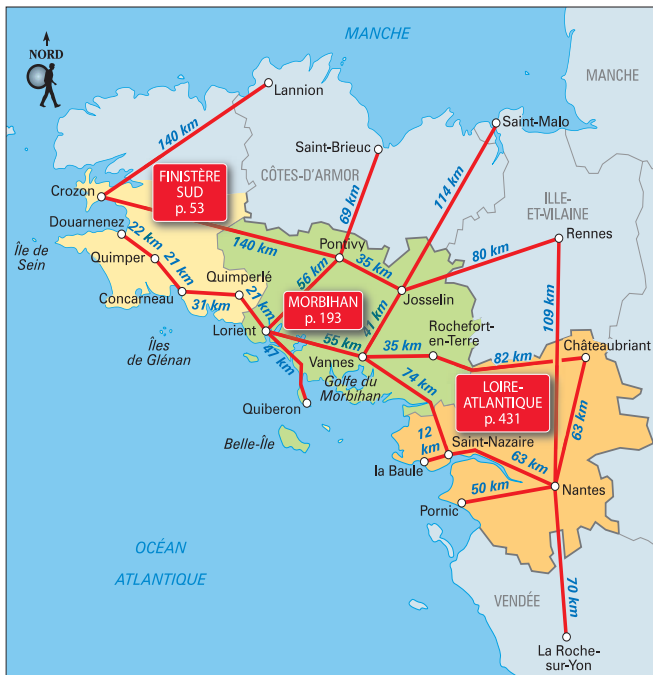 MANCHE
NORD
Lannion
MANCHE
Saint-Malo
140 km
Saint-Brieuc
CÔTES-D'ARMOR
114 km
FINISTÈRE
SUD
p. 53
Crozon
69 km
ILLE-
ET-VILAINE
Douarnenez
Rennes
22 km
140 km
80 km
Île de
Sein
Quimper
Pontivy
35 km
21 km
Quimperlé
56 km
Josselin
Concarneau
31 km
21 km
MORBIHAN
p. 193
41 km
109 km
Îles
de Glénan
Lorient
55 km
Rochefort-
en-Terre
35 km
Châteaubriant
82 km
47 km
Vannes
Golfe du
Morbihan
74 km
LOIRE-
ATLANTIQUE
p. 431
63 km
Quiberon
Belle-Île
12
km
Saint-Nazaire
63 km
la Baule
50 km
Nantes
Pornic
OCÉAN
ATLANTIQUE
70 km
VENDÉE
La Roche-
sur-Yon